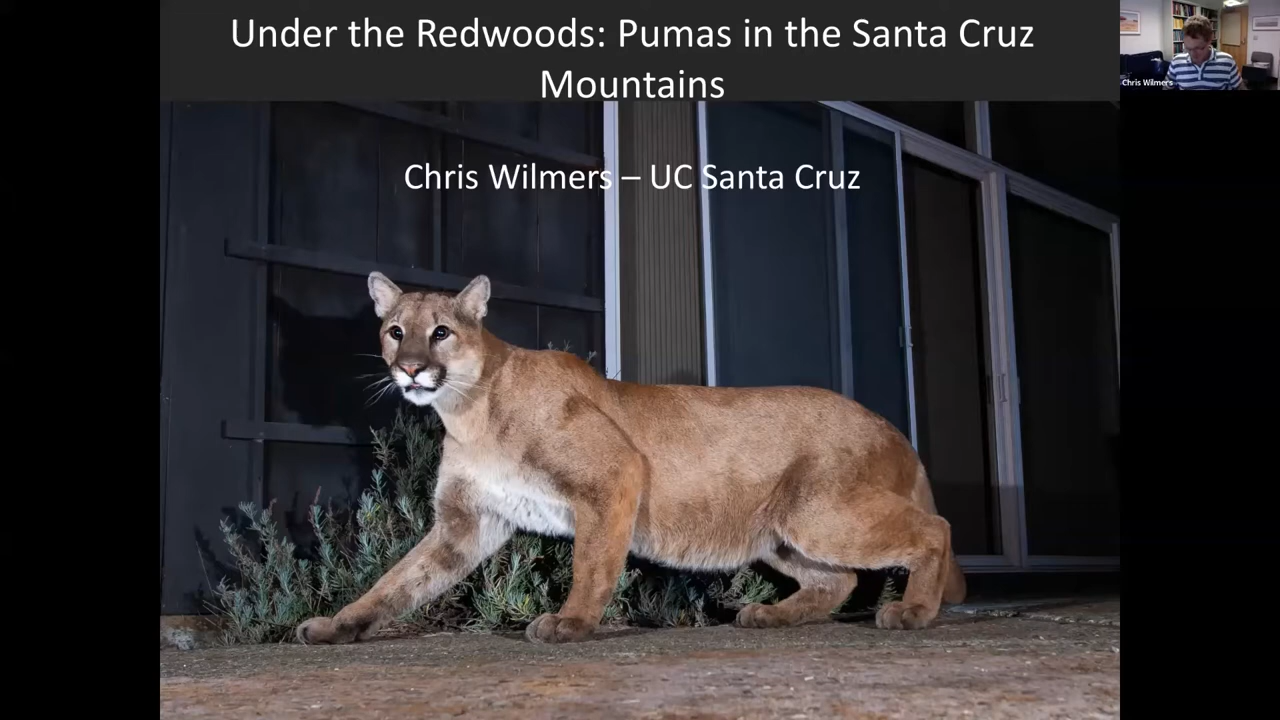 Under the Redwoods: Pumas in the Santa Cruz
Mountains
Chris Wilmers – UC Santa Cruz
Chris Wilmers